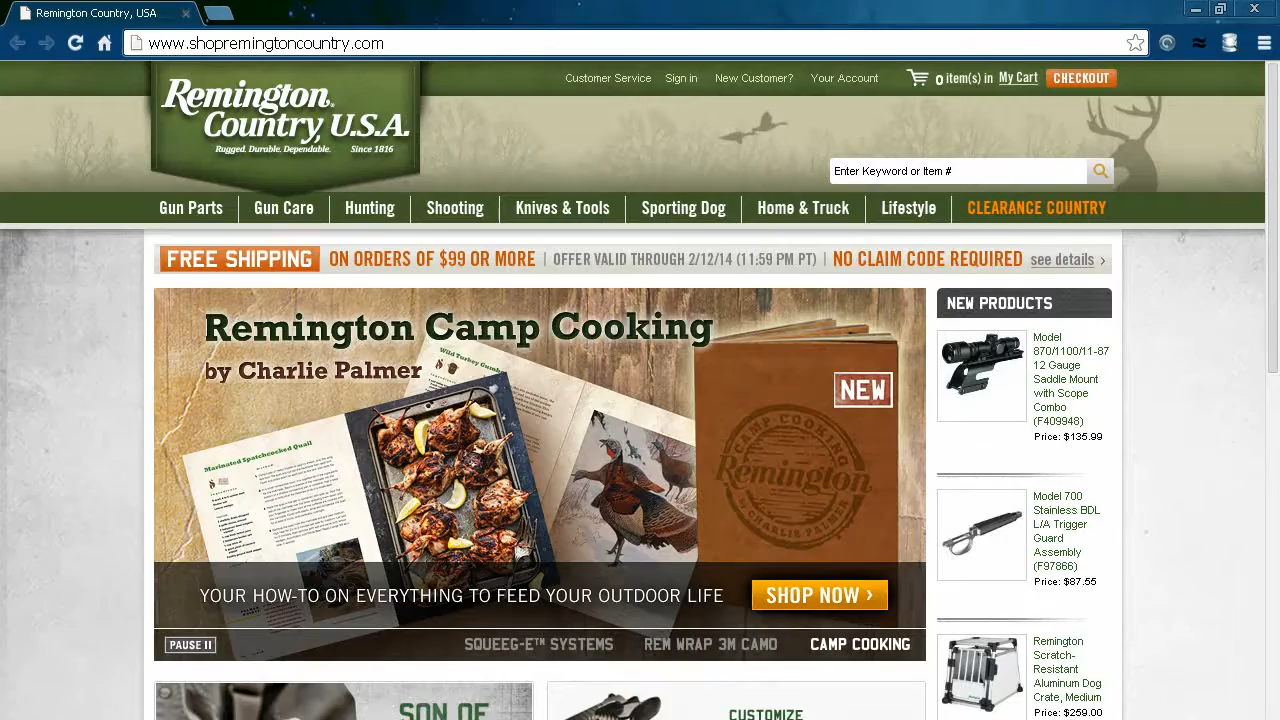 Remington Country, USA
www.shopremingtoncountry.com
Customer Service Sign in New Customer? Your Account 0 item(s) in My Cart CHECKOUT
Remington
Country, U.S.A.
Rugged. Durable. Dependable. Since 1816
Enter Keyword or Item #
Gun Parts Gun Care Hunting Shooting Knives & Tools Sporting Dog Home & Truck Lifestyle CLEARANCE COUNTRY
FREE SHIPPING ON ORDERS OF $99 OR MORE | OFFER VALID THROUGH 2/12/14 (11:59 PM PT) | NO CLAIM CODE REQUIRED see details ›
Remington Camp Cooking
by Charlie Palmer
Wild Turkey Gumbo
Marinated Spatchcocked Quail
NEW
CAMP COOKING
Remington
CHARLIE PALMER
YOUR HOW-TO ON EVERYTHING TO FEED YOUR OUTDOOR LIFE SHOP NOW ›
PAUSE II SQUEEG-E™ SYSTEMS REM WRAP 3M CAMO CAMP COOKING
NEW PRODUCTS
Model
870/1100/11-87
12 Gauge
Saddle Mount
with Scope
Combo
(F409948)
Price: $135.99
Model 700
Stainless BDL
L/A Trigger
Guard
Assembly
(F97866)
Price: $87.55
Remington
Scratch-
Resistant
Aluminum Dog
Crate, Medium
Price: $259.00
SON OF
CUSTOMIZE